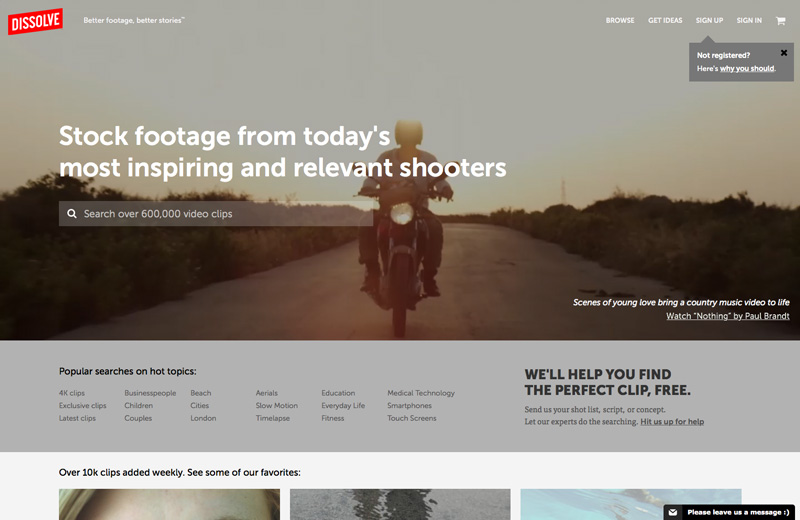 DISSOLVE
Better footage, better stories™
BROWSE
GET IDEAS
SIGN UP
SIGN IN
Not registered?
Here's why you should.
Stock footage from today's
most inspiring and relevant shooters
Search over 600,000 video clips
Scenes of young love bring a country music video to life
Watch "Nothing" by Paul Brandt
Popular searches on hot topics:
4K clips
Exclusive clips
Latest clips
Businesspeople
Children
Couples
Beach
Cities
London
Aerials
Slow Motion
Timelapse
Education
Everyday Life
Fitness
Medical Technology
Smartphones
Touch Screens
WE'LL HELP YOU FIND
THE PERFECT CLIP, FREE.
Send us your shot list, script, or concept.
Let our experts do the searching. Hit us up for help
Over 10k clips added weekly. See some of our favorites:
Please leave us a message :)